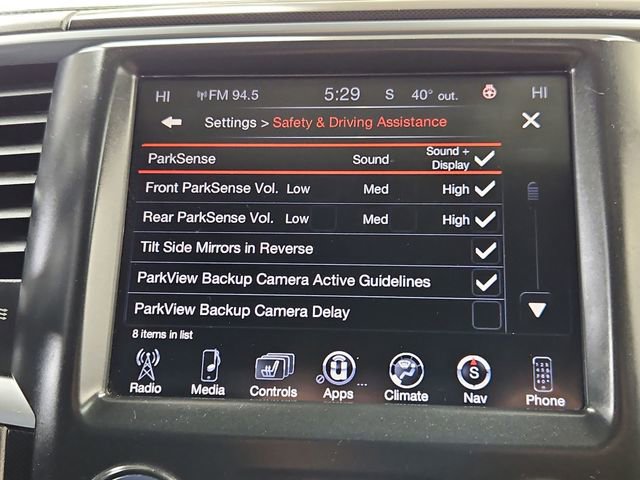 HI FM 94.5 5:29 S 40° out. HI
Settings > Safety & Driving Assistance
ParkSense Sound Sound + Display
Front ParkSense Vol. Low Med High
Rear ParkSense Vol. Low Med High
Tilt Side Mirrors in Reverse
ParkView Backup Camera Active Guidelines
ParkView Backup Camera Delay
8 items in list
S
Radio Media Controls Apps ... Climate Nav Phone